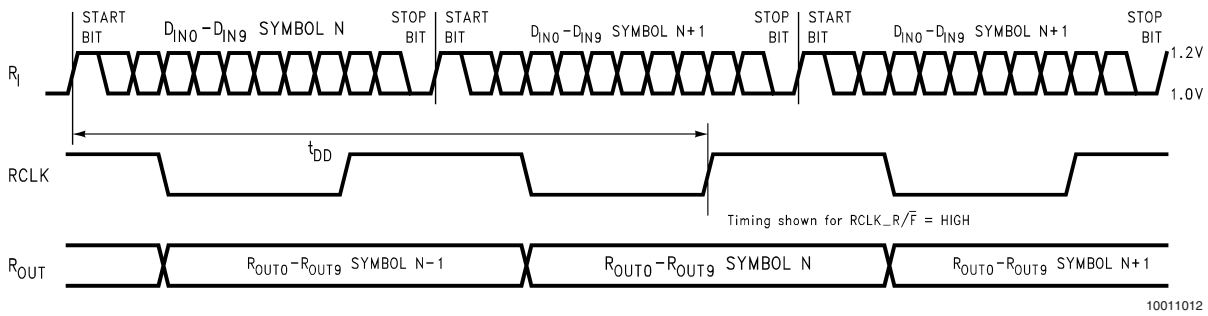 START BIT D_IN0–D_IN9 SYMBOL N STOP BIT START BIT D_IN0–D_IN9 SYMBOL N+1 STOP BIT START BIT D_IN0–D_IN9 SYMBOL N+1 STOP BIT
R_I
1.2V
1.0V
t_DD
RCLK
Timing shown for RCLK_R/F̅ = HIGH
R_OUT R_OUT0–R_OUT9 SYMBOL N–1 R_OUT0–R_OUT9 SYMBOL N R_OUT0–R_OUT9 SYMBOL N+1
10011012